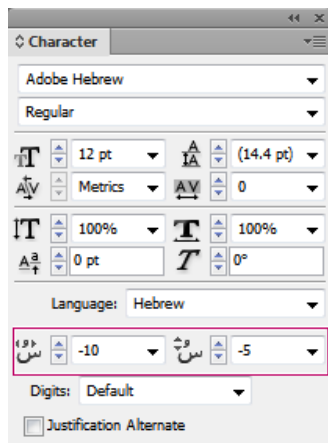 Character
Adobe Hebrew
Regular
12 pt (14.4 pt)
Metrics 0
100% 100%
0 pt 0°
Language: Hebrew
-10 -5
Digits: Default
Justification Alternate